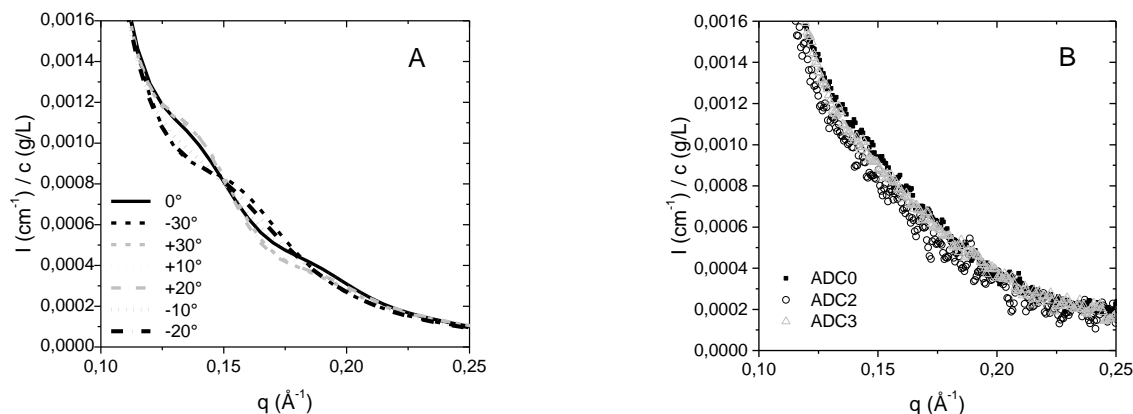 A
0,0016
0,0014
0,0012
0,0010
0,0008
0,0006
0,0004
0,0002
0,0000
I (cm⁻¹) / c (g/L)
0°
-30°
+30°
+10°
+20°
-10°
-20°
0,10 0,15 0,20 0,25
q (Å⁻¹)
B
0,0016
0,0014
0,0012
0,0010
0,0008
0,0006
0,0004
0,0002
0,0000
I (cm⁻¹) / c (g/L)
ADC0
ADC2
ADC3
0,10 0,15 0,20 0,25
q (Å⁻¹)